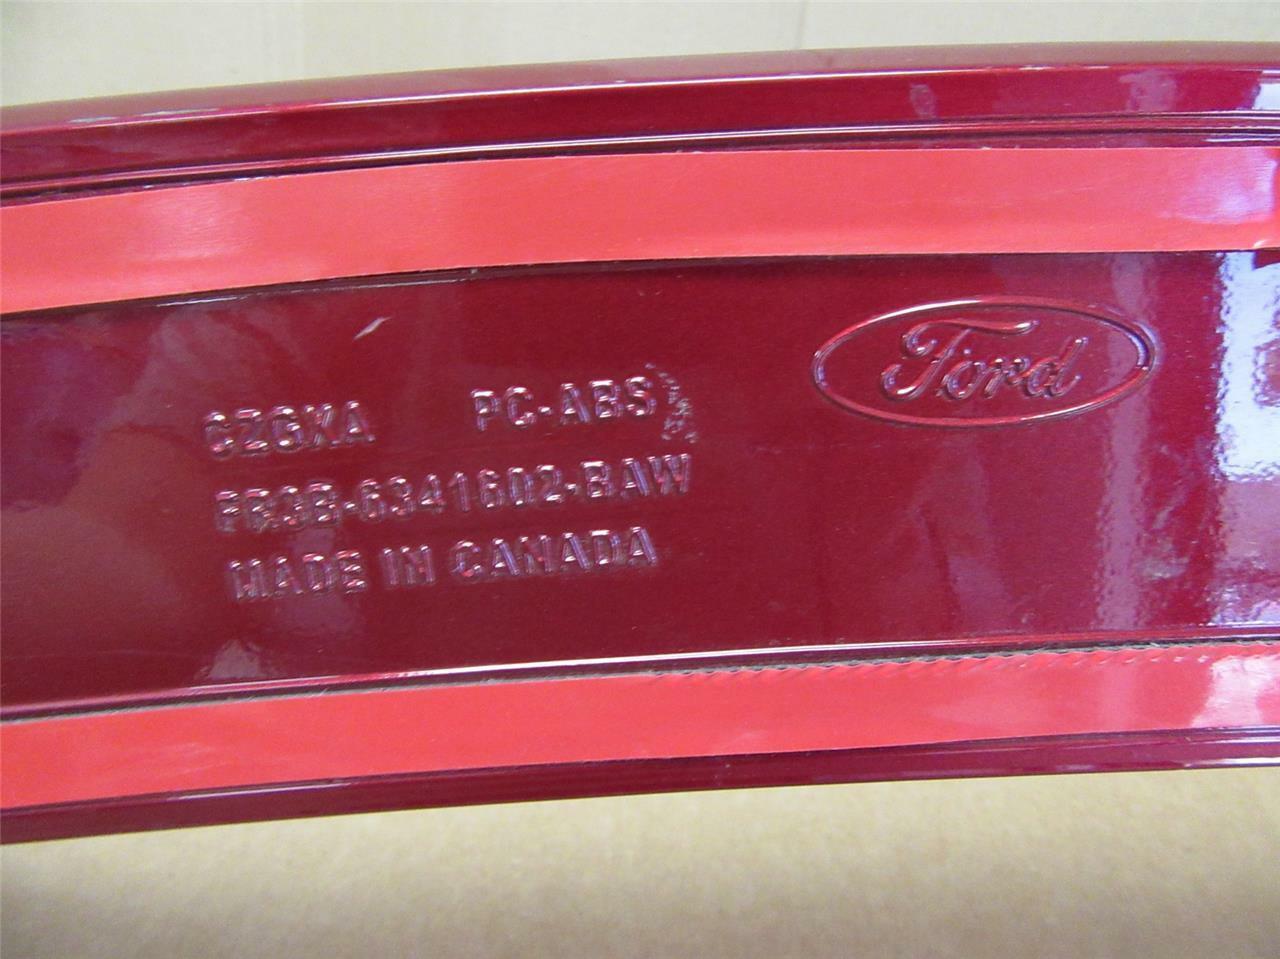 Ford
CZGXA PC-ABS
FR3B-6341602-BAW
MADE IN CANADA